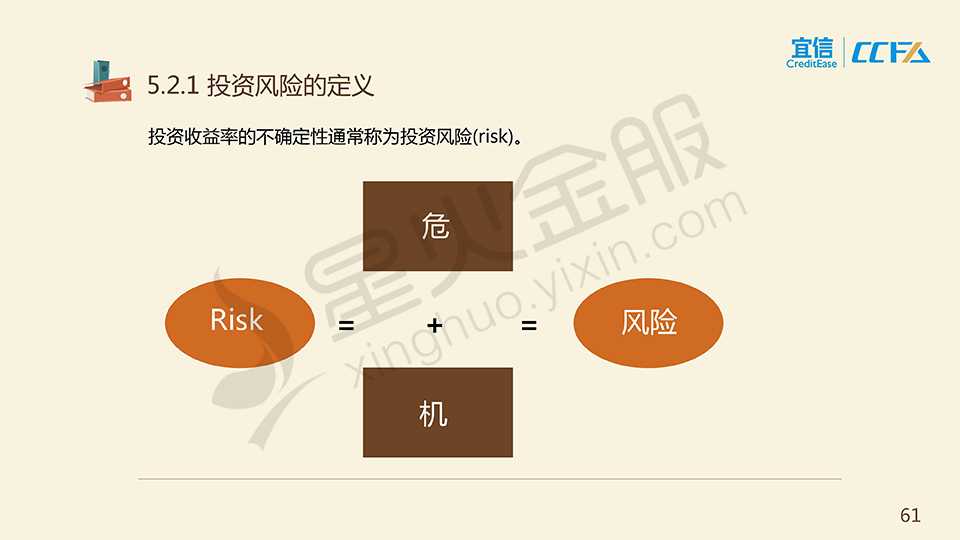 宜信
CreditEase
CCFA
5.2.1 投资风险的定义
投资收益率的不确定性通常称为投资风险(risk)。
危
Risk
=
+
=
风险
机
星火金服
xinghuo.yixin.com
61